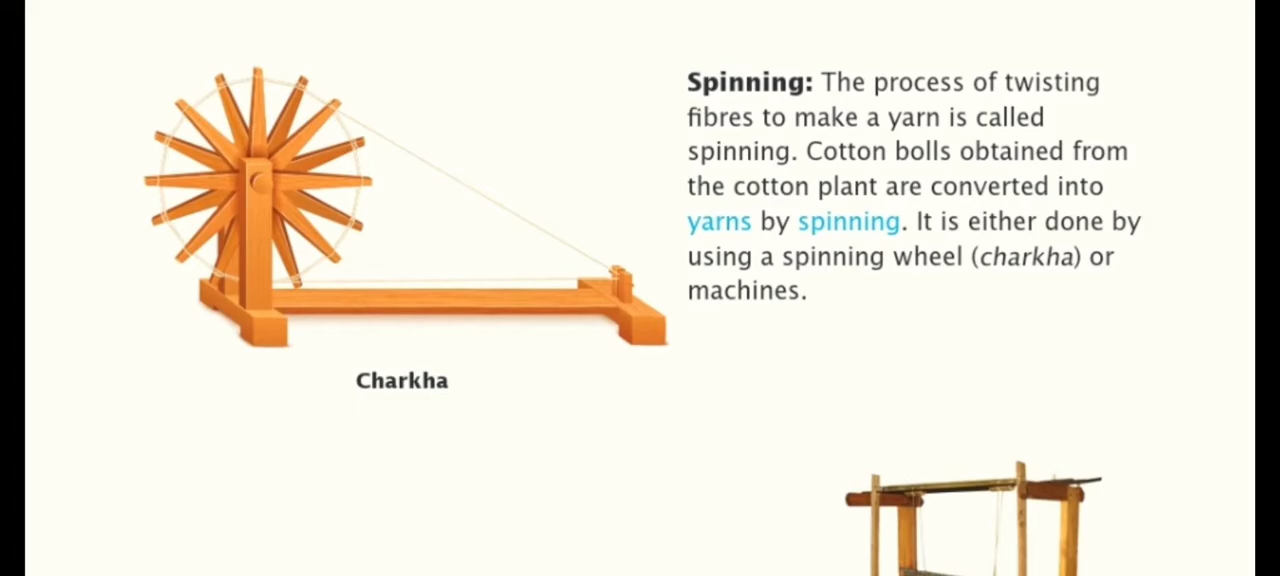 Spinning: The process of twisting
fibres to make a yarn is called
spinning. Cotton bolls obtained from
the cotton plant are converted into
yarns by spinning. It is either done by
using a spinning wheel (charkha) or
machines.
Charkha